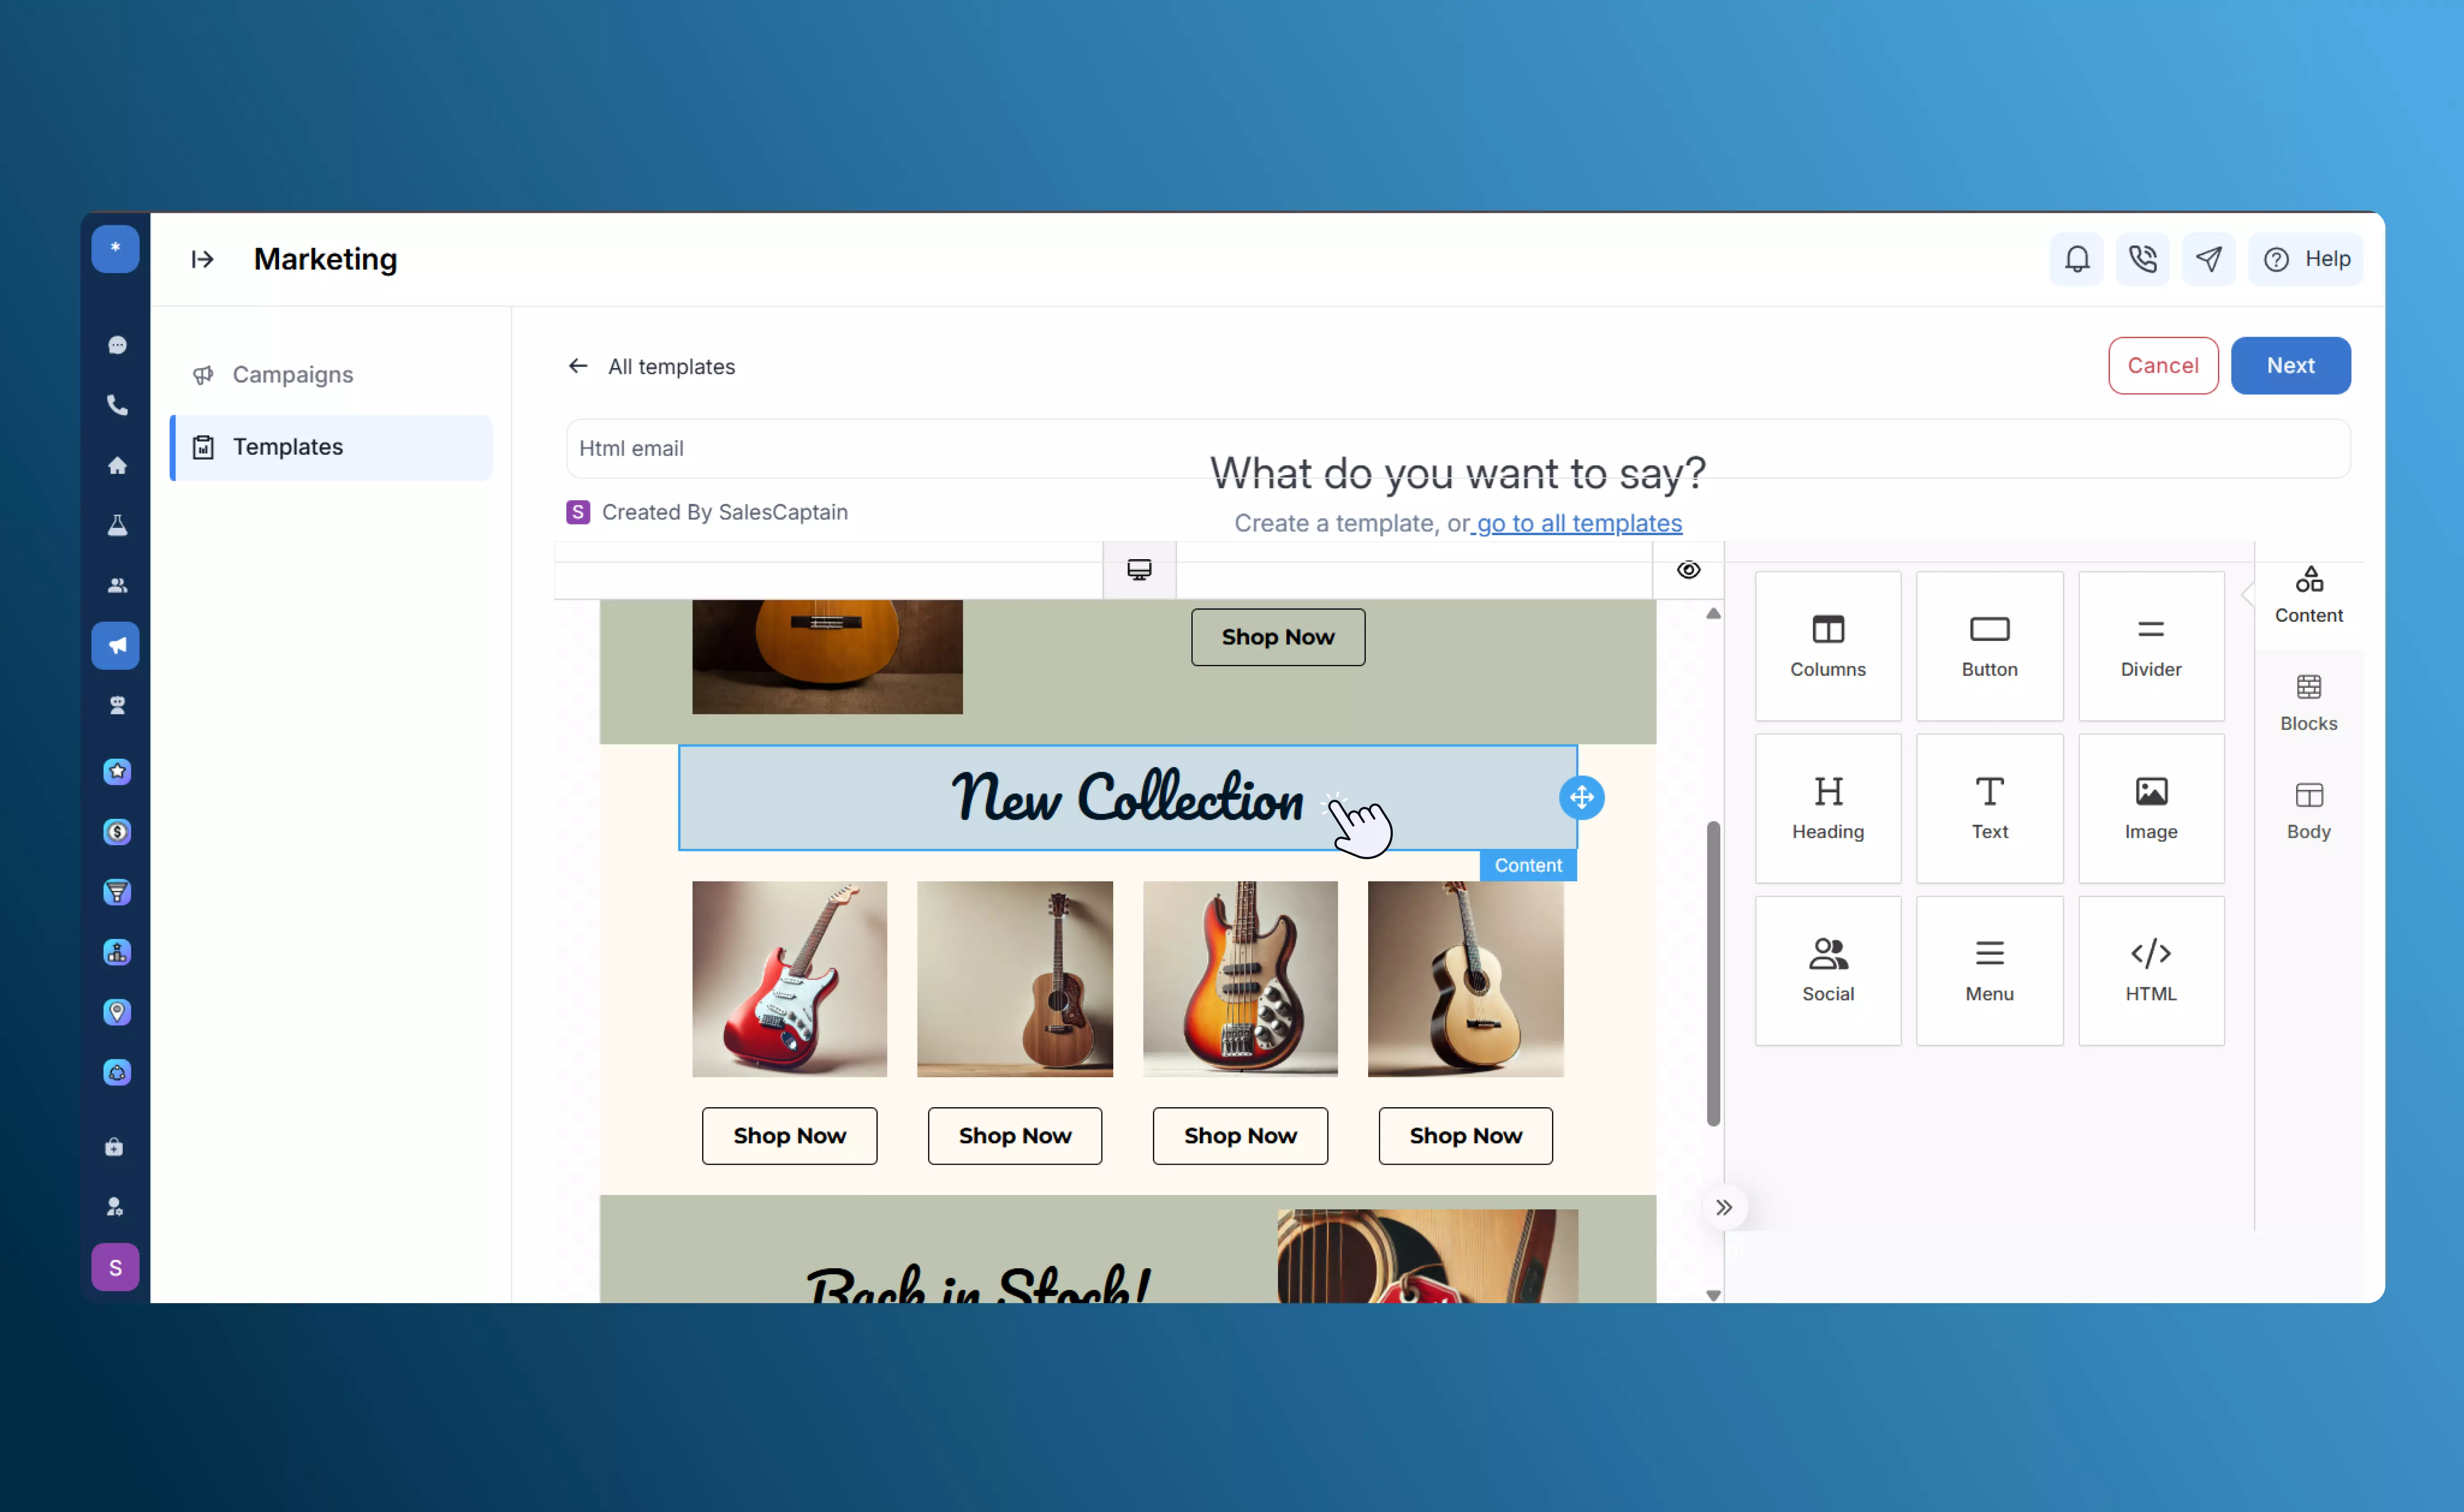 *
Marketing
Help
Campaigns
Templates
All templates
Cancel
Next
Html email
What do you want to say?
S Created By SalesCaptain
Create a template, or go to all templates
Shop Now
New Collection
Content
Shop Now
Shop Now
Shop Now
Shop Now
Back in Stock!
Columns
Button
Divider
Heading
Text
Image
Social
Menu
HTML
Content
Blocks
Body
S